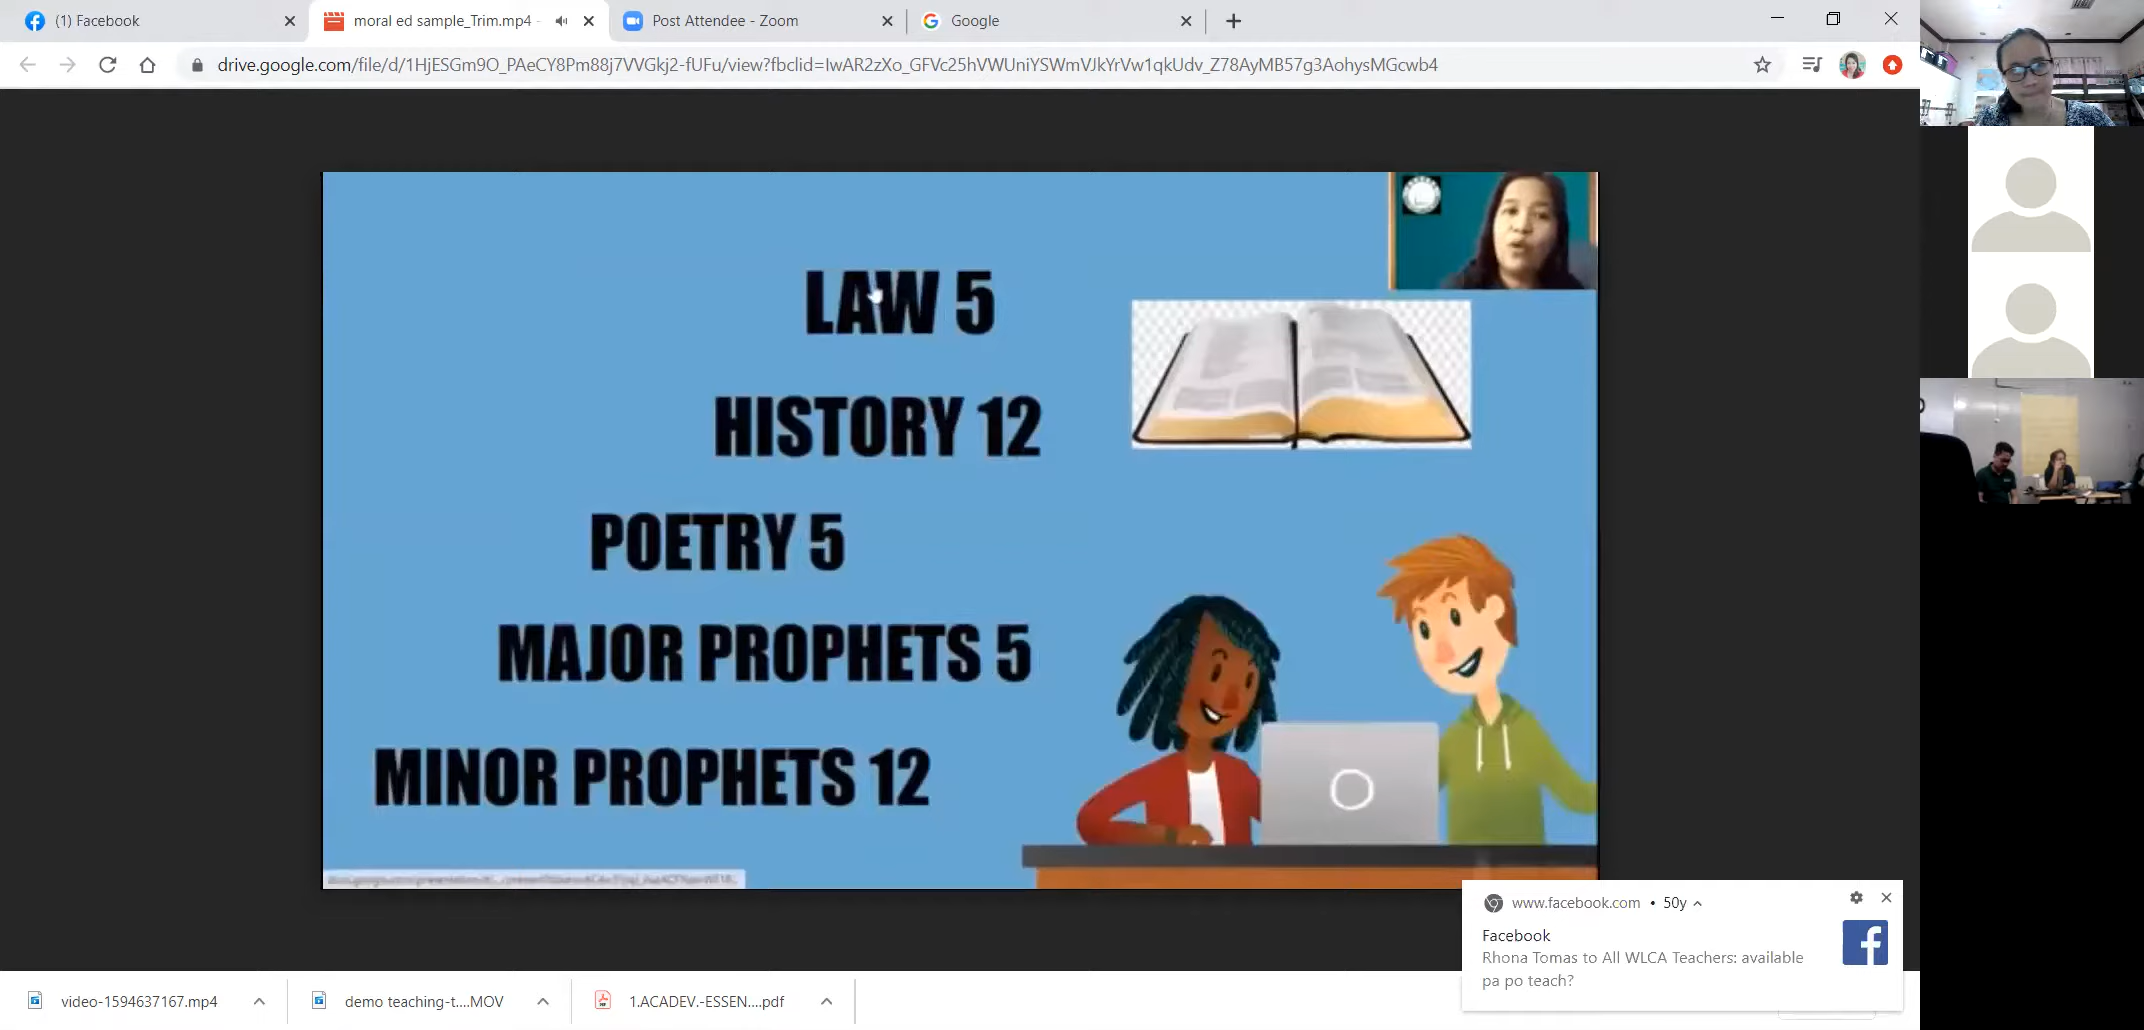 (1) Facebook
moral ed sample_Trim.mp4 -
Post Attendee - Zoom
Google
drive.google.com/file/d/1HjESGm9O_PAeCY8Pm88j7VVGkj2-fUFu/view?fbclid=IwAR2zXo_GFVc25hVWUniYSWmVJkYrVw1qkUdv_Z78AyMB57g3AohysMGcwb4
LAW 5
HISTORY 12
POETRY 5
MAJOR PROPHETS 5
MINOR PROPHETS 12
www.facebook.com • 50y
Facebook
Rhona Tomas to All WLCA Teachers: available
pa po teach?
video-1594637167.mp4
demo teaching-t....MOV
1.ACADEV.-ESSEN....pdf